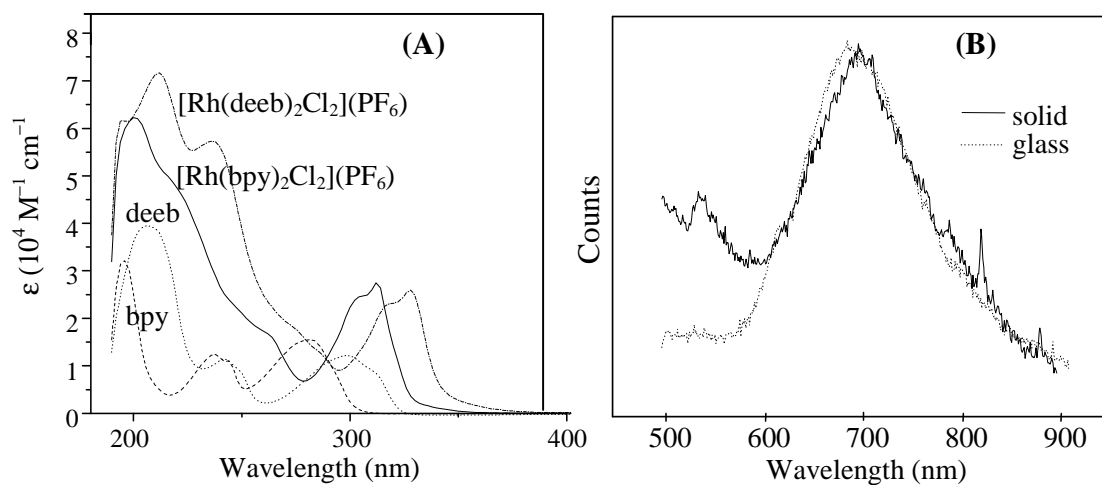 (A)
8
7
6
5
4
3
2
1
0
ε (10⁴ M⁻¹ cm⁻¹)
[Rh(deeb)₂Cl₂](PF₆)
[Rh(bpy)₂Cl₂](PF₆)
deeb
bpy
200 300 400
Wavelength (nm)
(B)
solid
glass
Counts
500 600 700 800 900
Wavelength (nm)